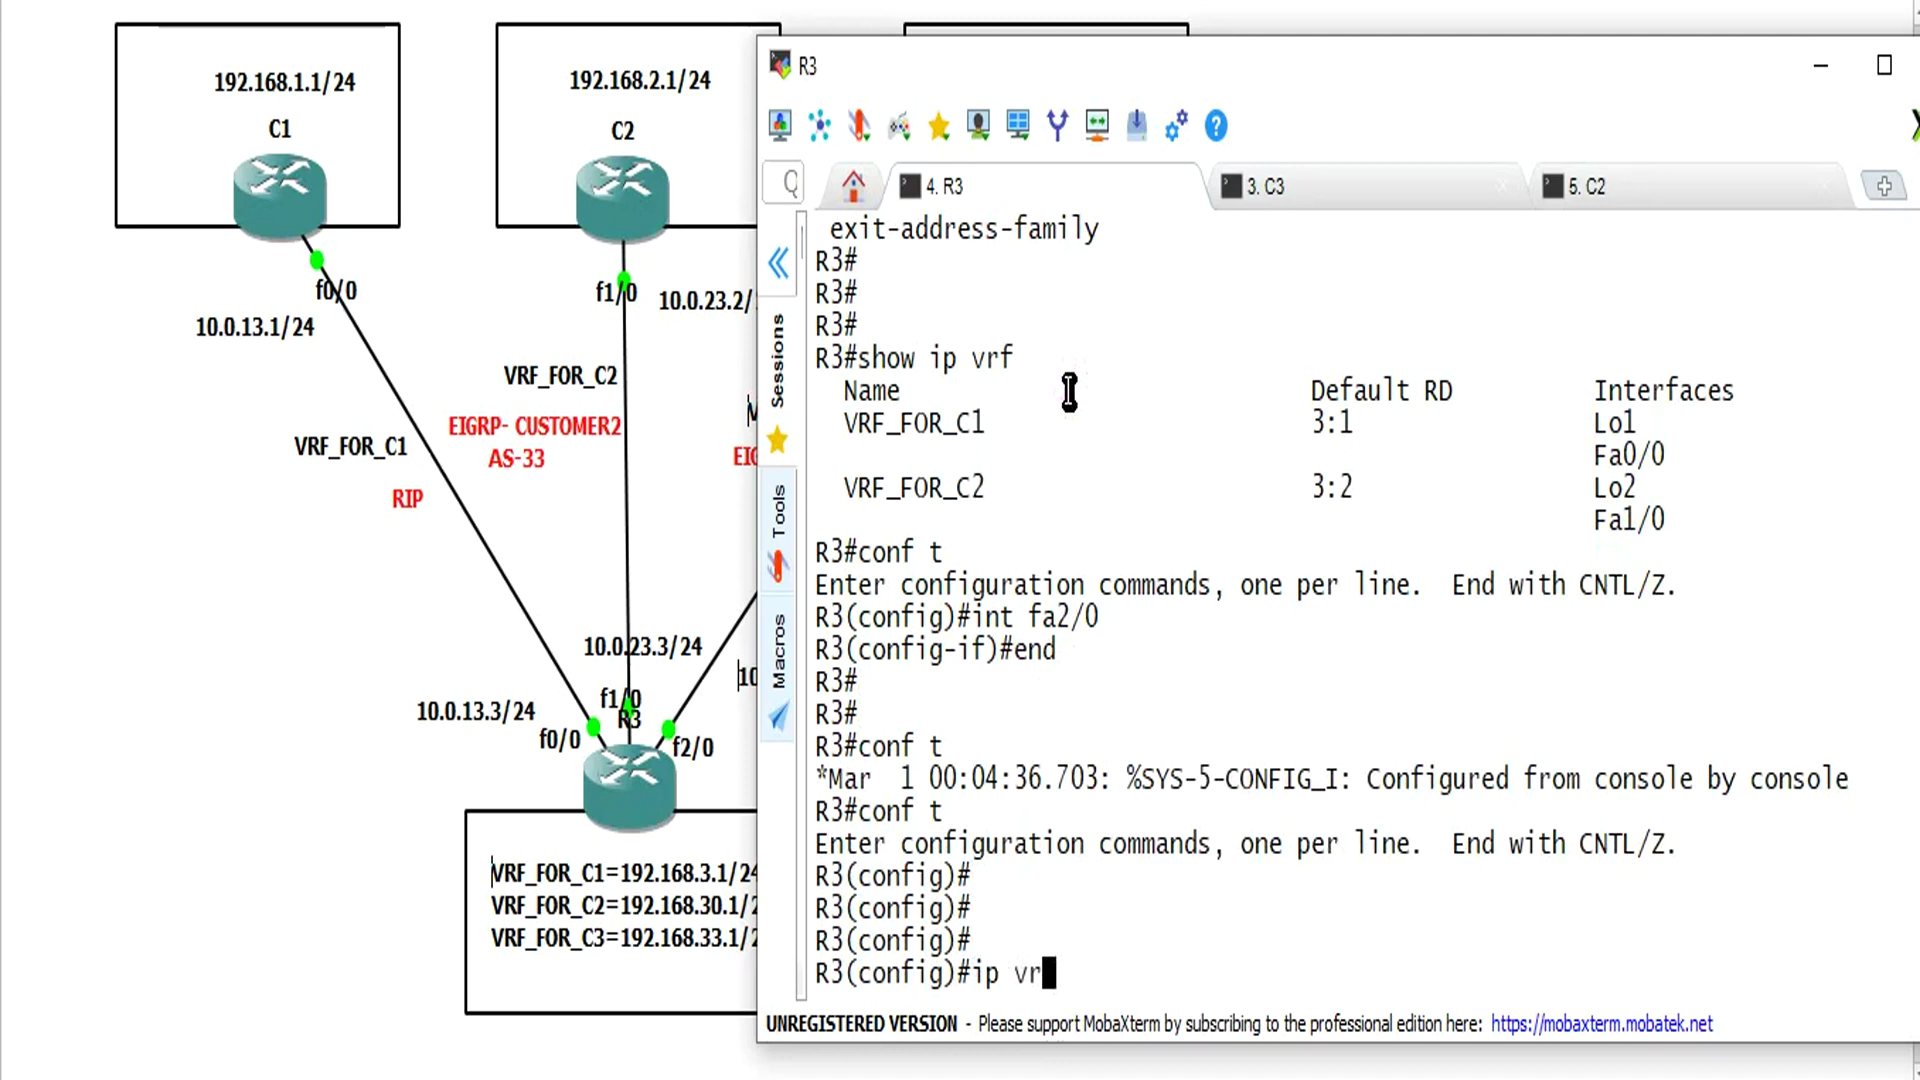 192.168.1.1/24
C1
f0/0
10.0.13.1/24
192.168.2.1/24
C2
f1/0
10.0.23.2/
VRF_FOR_C2
EIGRP- CUSTOMER2
AS-33
VRF_FOR_C1
RIP
10.0.23.3/24
f1/0
R3
10.0.13.3/24
f0/0
f2/0
VRF_FOR_C1=192.168.3.1/24
VRF_FOR_C2=192.168.30.1/2
VRF_FOR_C3=192.168.33.1/2
R3
4. R3
3. C3
5. C2
Sessions
Tools
Macros
exit-address-family
R3#
R3#
R3#
R3#show ip vrf
Name Default RD Interfaces
VRF_FOR_C1 3:1 Lo1
Fa0/0
VRF_FOR_C2 3:2 Lo2
Fa1/0
R3#conf t
Enter configuration commands, one per line. End with CNTL/Z.
R3(config)#int fa2/0
R3(config-if)#end
R3#
R3#
R3#conf t
*Mar 1 00:04:36.703: %SYS-5-CONFIG_I: Configured from console by console
R3#conf t
Enter configuration commands, one per line. End with CNTL/Z.
R3(config)#
R3(config)#
R3(config)#
R3(config)#ip vr
UNREGISTERED VERSION - Please support MobaXterm by subscribing to the professional edition here: https://mobaxterm.mobatek.net